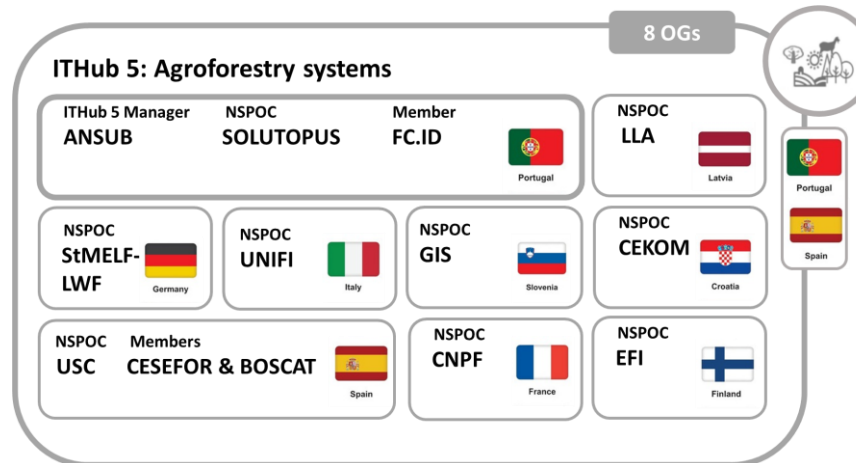 8 OGs
ITHub 5: Agroforestry systems
ITHub 5 Manager NSPOC Member
ANSUB SOLUTOPUS FC.ID
Portugal
NSPOC
LLA
Latvia
Portugal
Spain
NSPOC
StMELF-
LWF
Germany
NSPOC
UNIFI
Italy
NSPOC
GIS
Slovenia
NSPOC
CEKOM
Croatia
NSPOC Members
USC CESEFOR & BOSCAT
Spain
NSPOC
CNPF
France
NSPOC
EFI
Finland